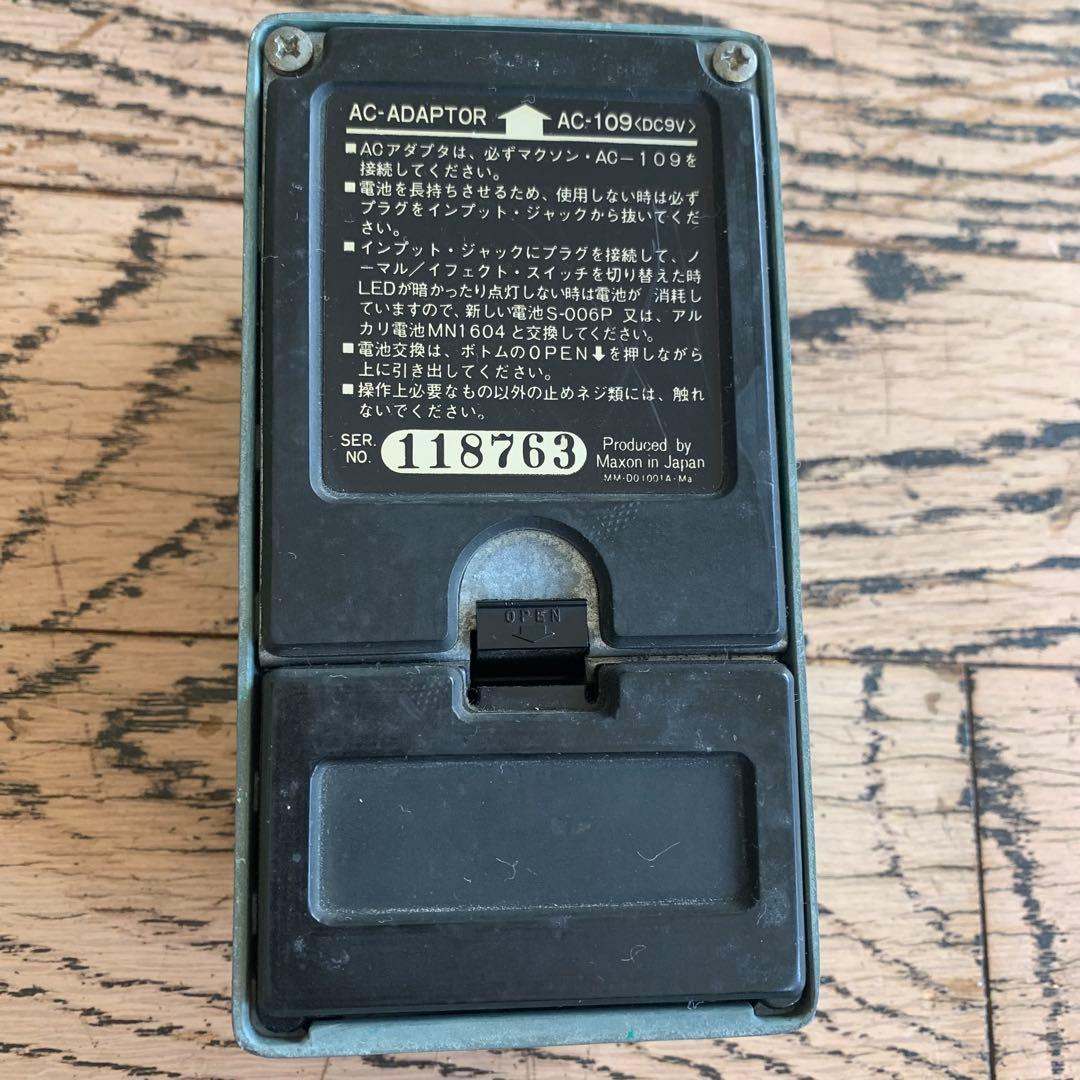 AC-ADAPTOR AC-109<DC9V>
■ACアダプタは、必ずマクソン・AC-109を
接続してください。
■電池を長持ちさせるため、使用しない時は必ず
プラグをインプット・ジャックから抜いてくだ
さい。
■インプット・ジャックにプラグを接続して、ノ
ーマル/イフェクト・スイッチを切り替えた時
LEDが暗かったり点灯しない時は電池が 消耗し
ていますので、新しい電池S-006P 又は、アル
カリ電池MN1604と交換してください。
■電池交換は、ボトムのOPEN⬇を押しながら
上に引き出してください。
■操作上必要なもの以外の止めネジ類には、触れ
ないでください。
SER. NO. 118763
Produced by
Maxon in Japan
MM-D01001A・Ma
OPEN